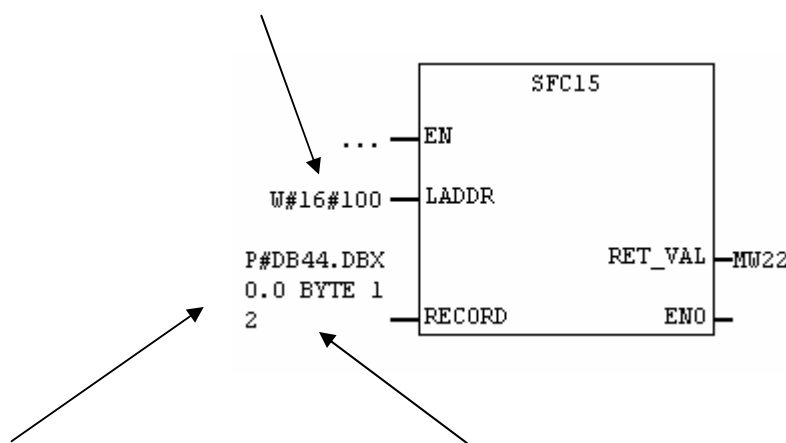 SFC15
... EN
W#16#100 LADDR
P#DB44.DBX
0.0 BYTE 1
2
RET_VAL MW22
RECORD ENO